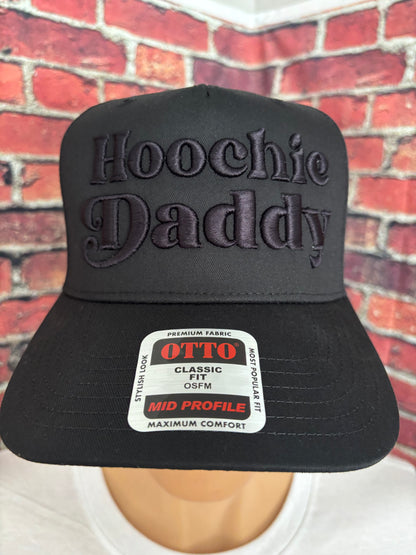 Hoochie
Daddy
PREMIUM FABRIC
STYLISH LOOK
OTTO®
CLASSIC
FIT
OSFM
MID PROFILE
MOST POPULAR FIT
MAXIMUM COMFORT